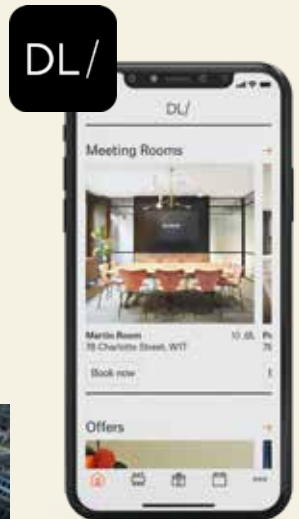 DL/
DL/
Meeting Rooms
Martin Room
78 Charlotte Street, W1T
Book now
Offers